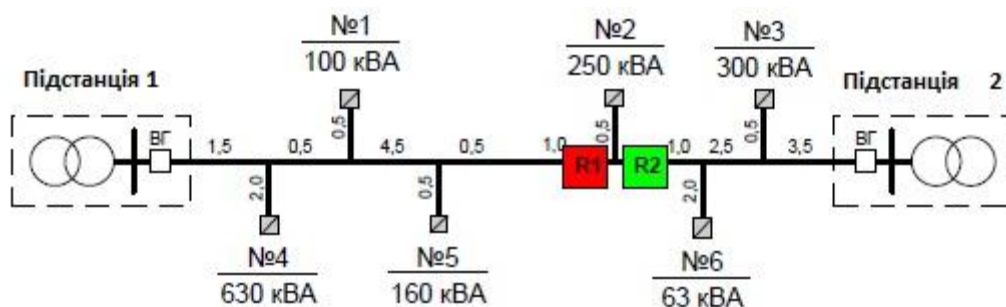 №1
100 кВА
№2
250 кВА
№3
300 кВА
Підстанція 1
Підстанція 2
ВГ
1,5
0,5
0,5
4,5
0,5
1,0
R1
0,5
R2
1,0
2,5
0,5
3,5
ВГ
2,0
0,5
2,0
№4
630 кВА
№5
160 кВА
№6
63 кВА